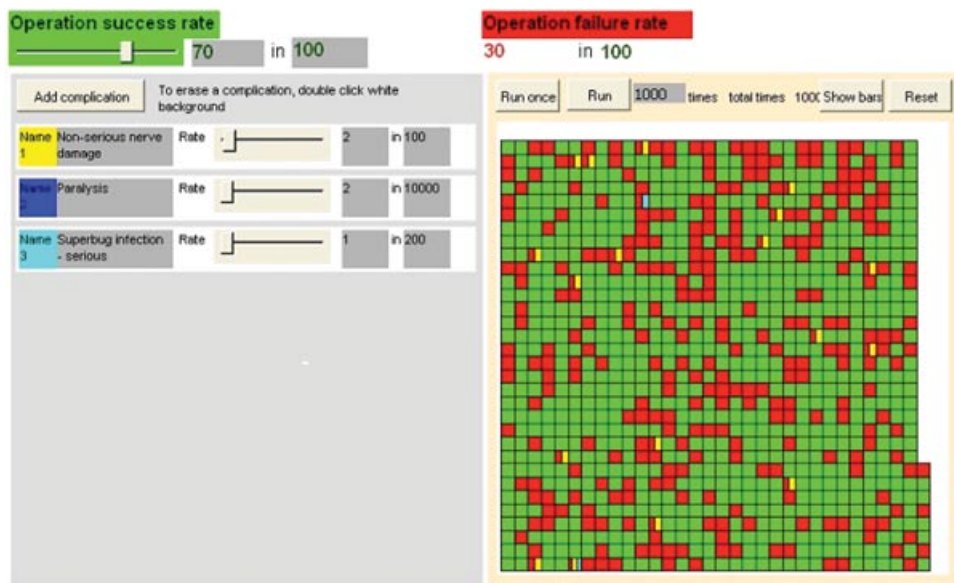 Operation success rate
70 in 100
Operation failure rate
30 in 100
Add complication
To erase a complication, double click white
background
Run once
Run
1000 times total times 1000
Show bars
Reset
Name Non-serious nerve Rate 2 in 100
1 damage
Name Paralysis Rate 2 in 10000
2
Name Superbug infection Rate 1 in 200
3 - serious